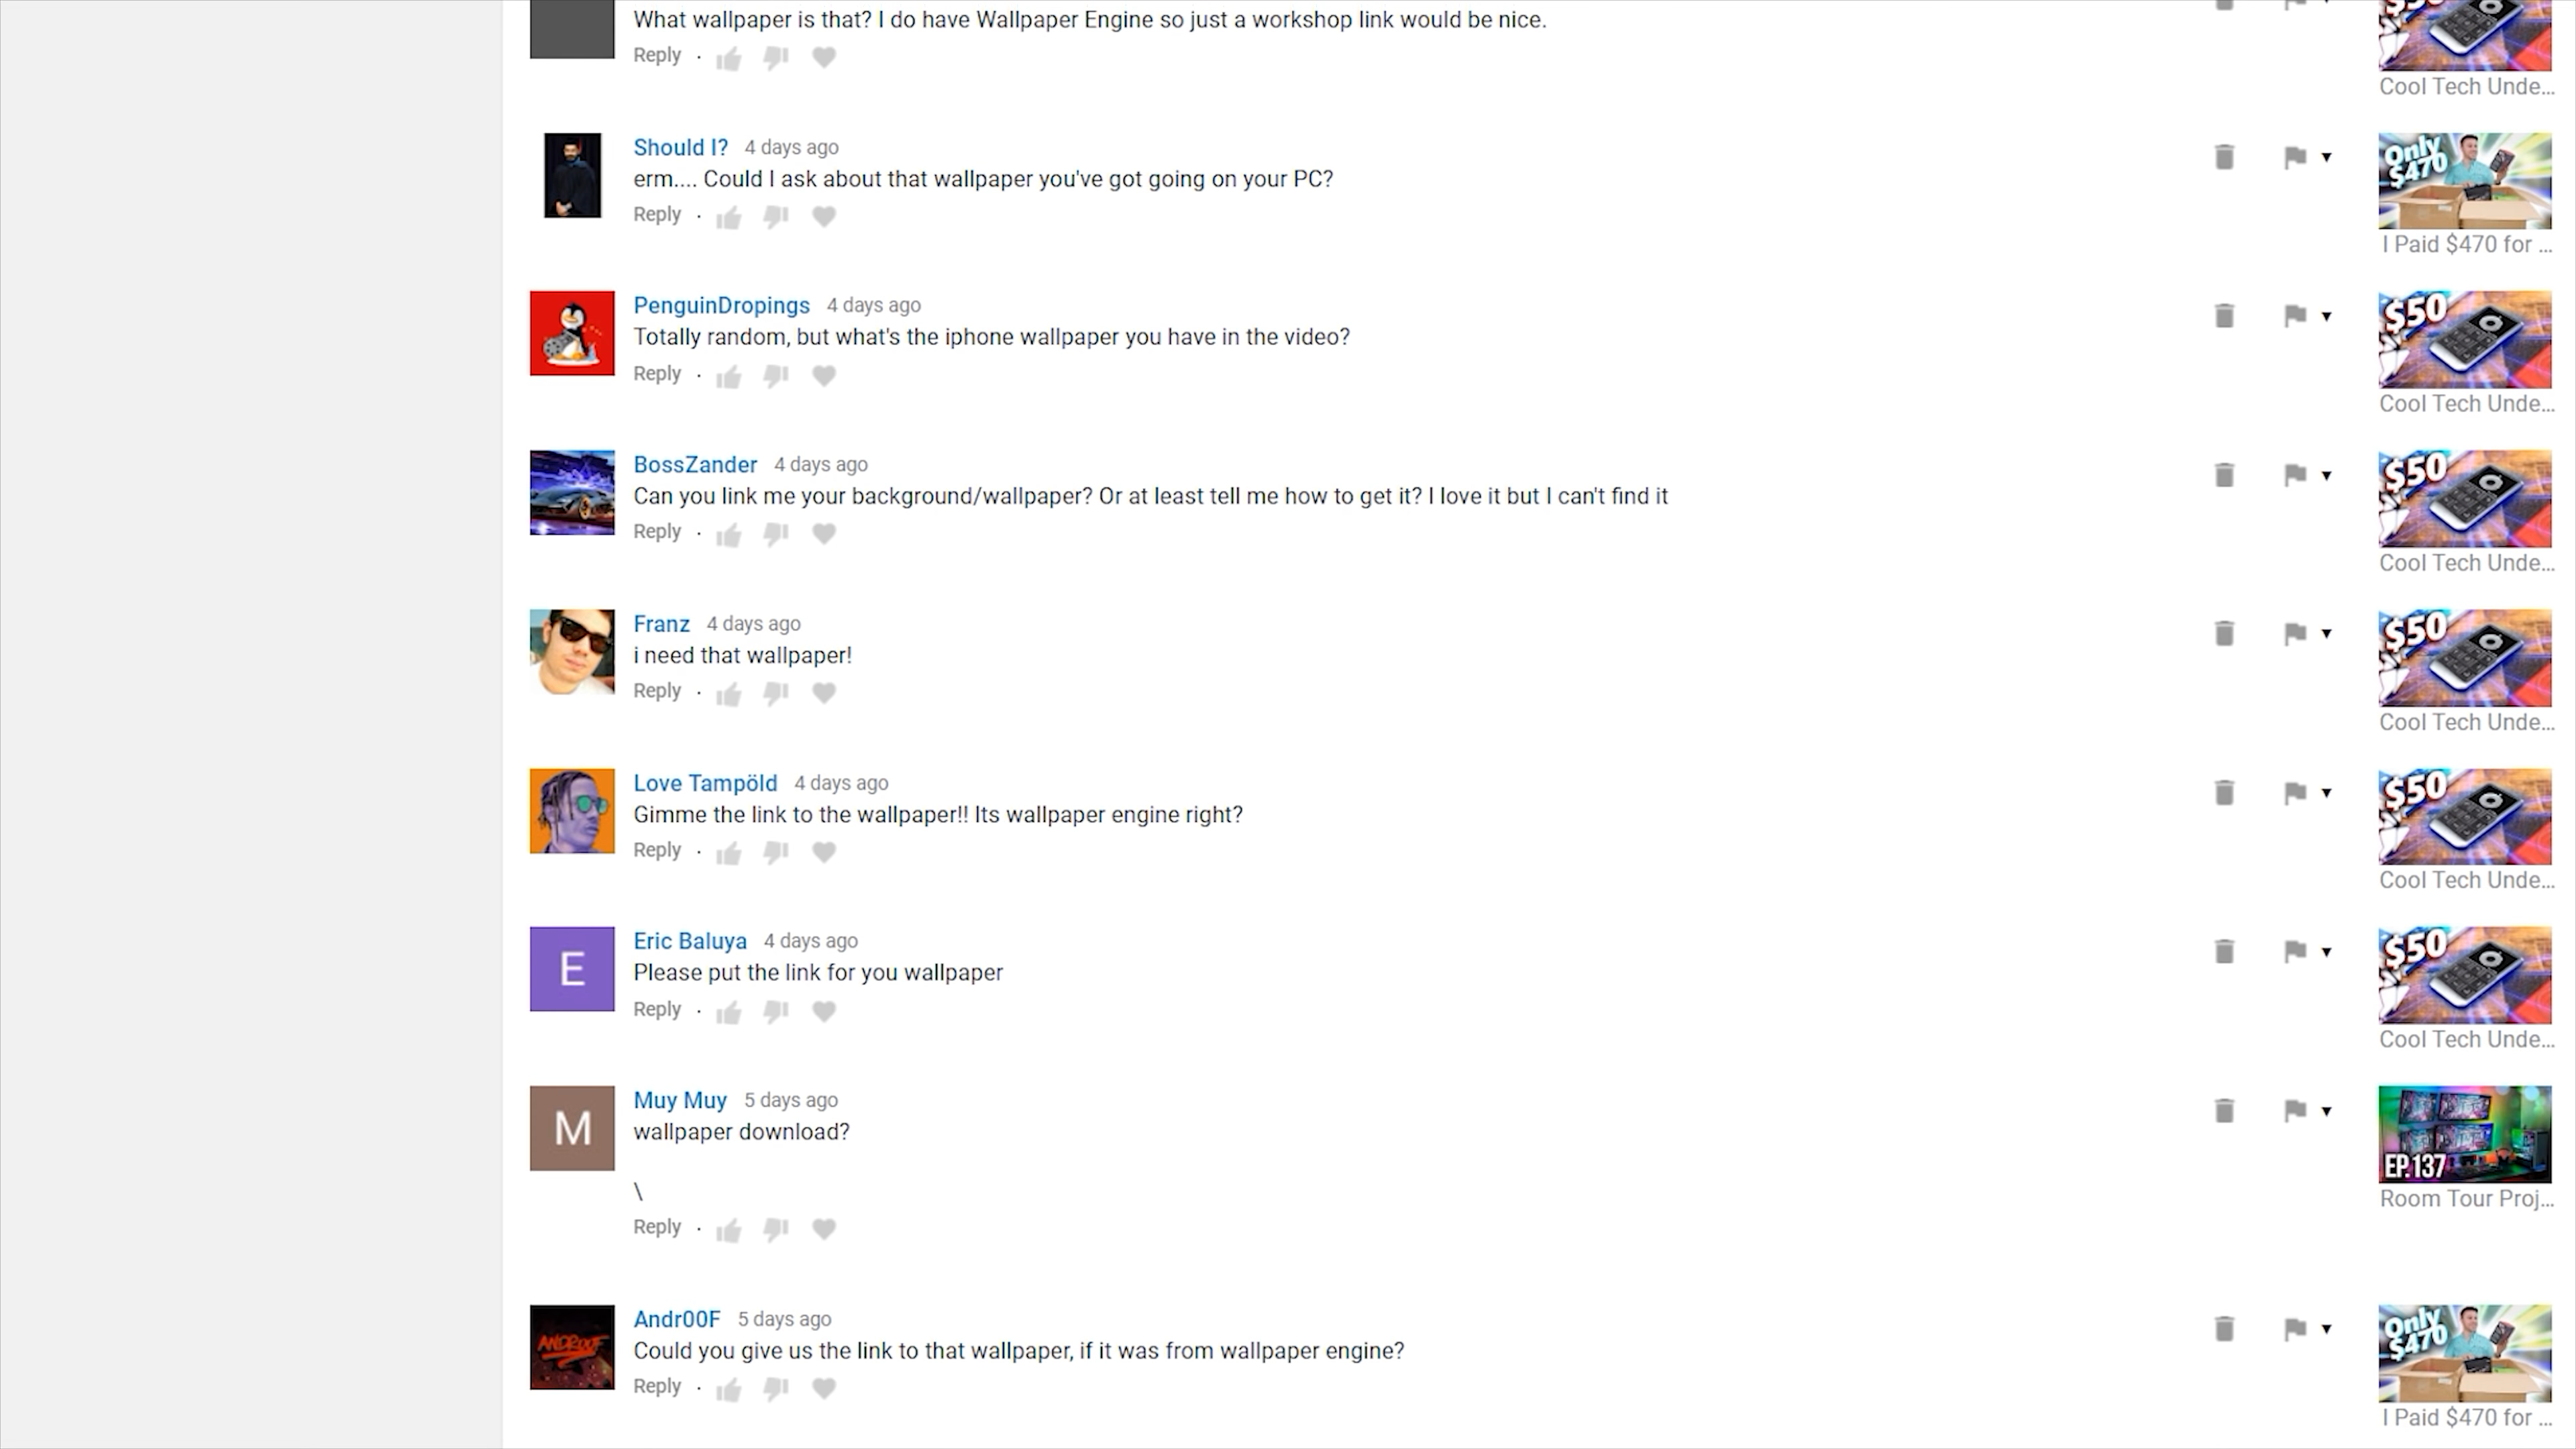 What wallpaper is that? I do have Wallpaper Engine so just a workshop link would be nice.
Reply ·
Cool Tech Unde...
Should I? 4 days ago
erm.... Could I ask about that wallpaper you've got going on your PC?
Reply ·
Only $470
I Paid $470 for ...
PenguinDropings 4 days ago
Totally random, but what's the iphone wallpaper you have in the video?
Reply ·
$50
Cool Tech Unde...
BossZander 4 days ago
Can you link me your background/wallpaper? Or at least tell me how to get it? I love it but I can't find it
Reply ·
$50
Cool Tech Unde...
Franz 4 days ago
i need that wallpaper!
Reply ·
$50
Cool Tech Unde...
Love Tampöld 4 days ago
Gimme the link to the wallpaper!! Its wallpaper engine right?
Reply ·
$50
Cool Tech Unde...
E
Eric Baluya 4 days ago
Please put the link for you wallpaper
Reply ·
$50
Cool Tech Unde...
M
Muy Muy 5 days ago
wallpaper download?
\
Reply ·
EP.137
Room Tour Proj...
ANDROOF
Andr00F 5 days ago
Could you give us the link to that wallpaper, if it was from wallpaper engine?
Reply ·
Only $470
I Paid $470 for ...